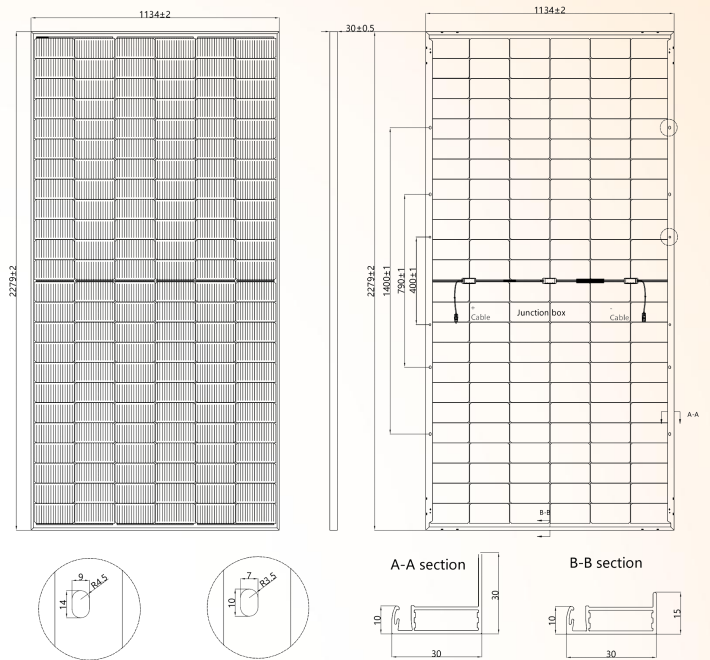 1134±2
30±0.5
1134±2
2279±2
2279±2
1400±1
790±1
400±1
+
Cable
Junction box
-
Cable
A-A
B-B
9
R4.5
14
7
R3.5
10
A-A section
10
30
30
B-B section
10
15
30